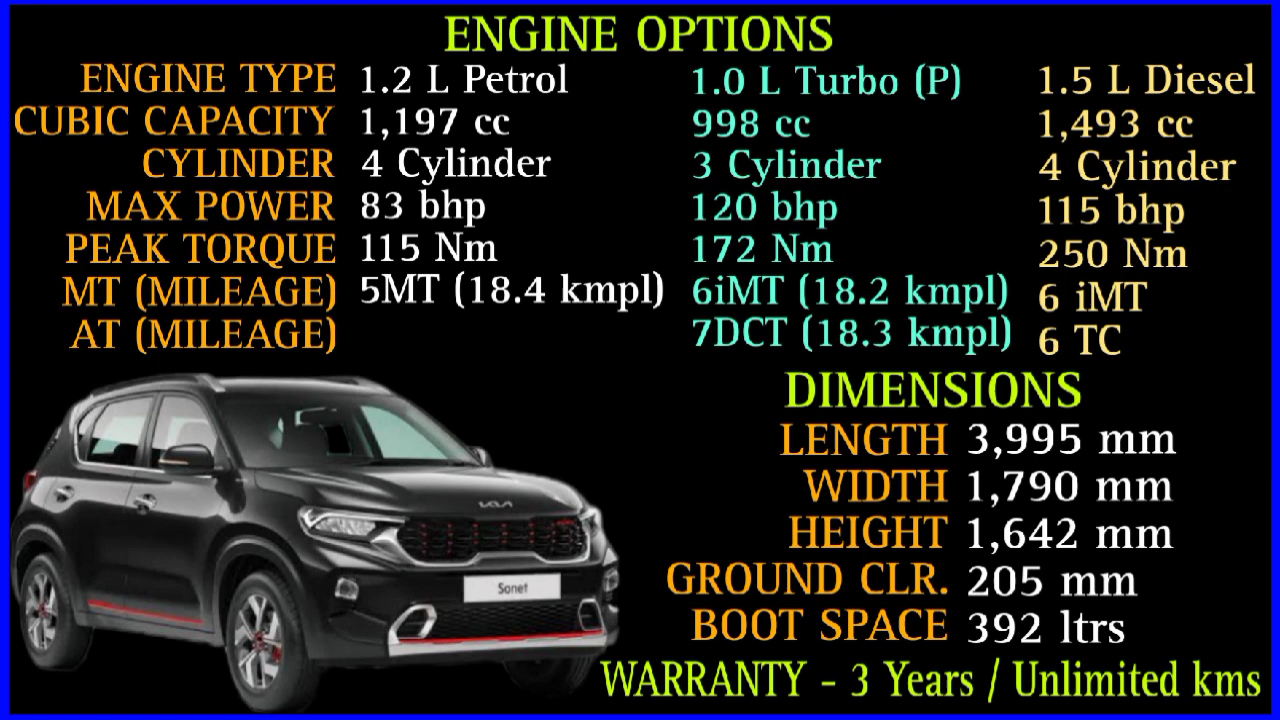 ENGINE OPTIONS
ENGINE TYPE 1.2 L Petrol 1.0 L Turbo (P) 1.5 L Diesel
CUBIC CAPACITY 1,197 cc 998 cc 1,493 cc
CYLINDER 4 Cylinder 3 Cylinder 4 Cylinder
MAX POWER 83 bhp 120 bhp 115 bhp
PEAK TORQUE 115 Nm 172 Nm 250 Nm
MT (MILEAGE) 5MT (18.4 kmpl) 6iMT (18.2 kmpl) 6 iMT
AT (MILEAGE) 7DCT (18.3 kmpl) 6 TC
DIMENSIONS
LENGTH 3,995 mm
WIDTH 1,790 mm
HEIGHT 1,642 mm
GROUND CLR. 205 mm
BOOT SPACE 392 ltrs
WARRANTY - 3 Years / Unlimited kms
KIA
Sonet